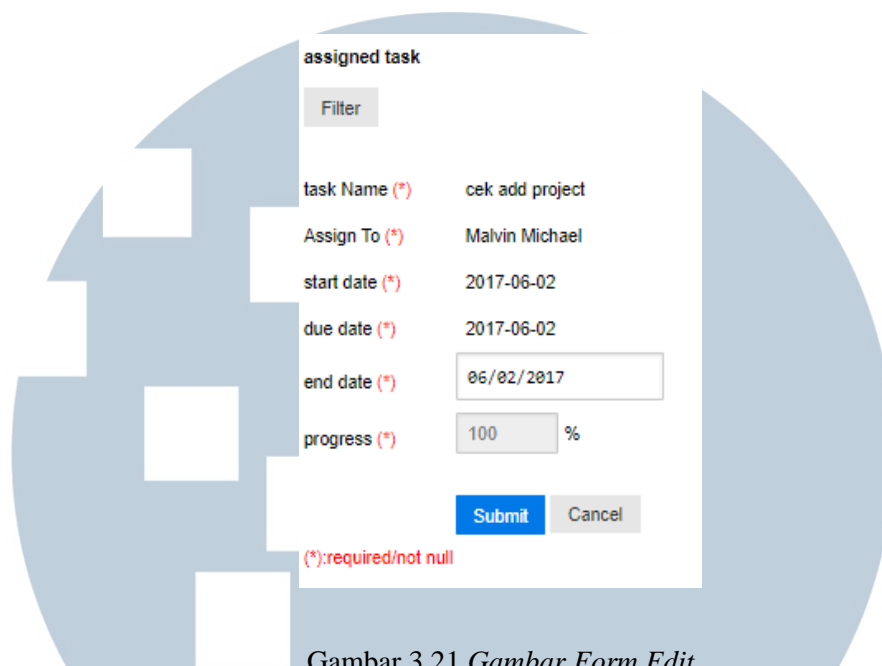 assigned task
Filter
task Name (*) cek add project
Assign To (*) Malvin Michael
start date (*) 2017-06-02
due date (*) 2017-06-02
end date (*) 06/02/2017
progress (*) 100 %
Submit Cancel
(*):required/not null
Gambar 3.21 Gambar Form Edit